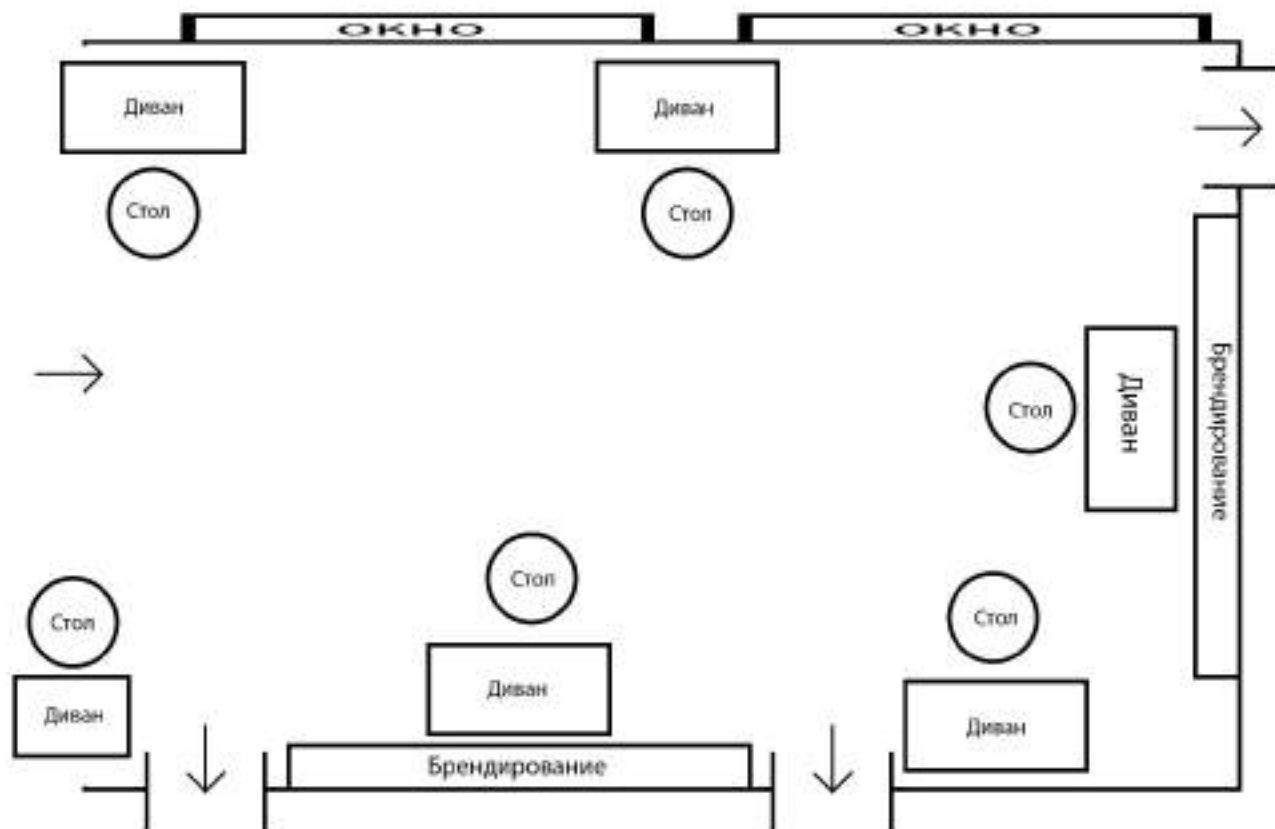 ОКНО
ОКНО
Диван
Диван
Стол
Стол
Брендирование
Диван
Стол
Стол
Стол
Стол
Диван
Диван
Диван
Брендирование